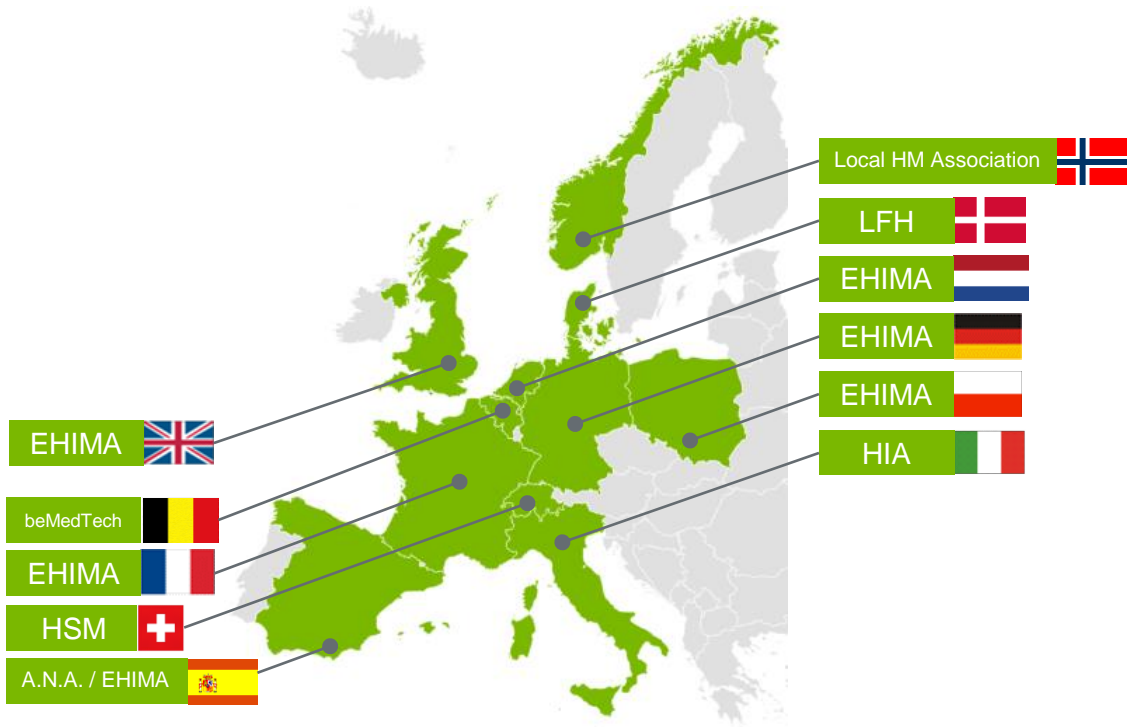 Local HM Association
LFH
EHIMA
EHIMA
EHIMA
HIA
EHIMA
beMedTech
EHIMA
HSM
A.N.A. / EHIMA